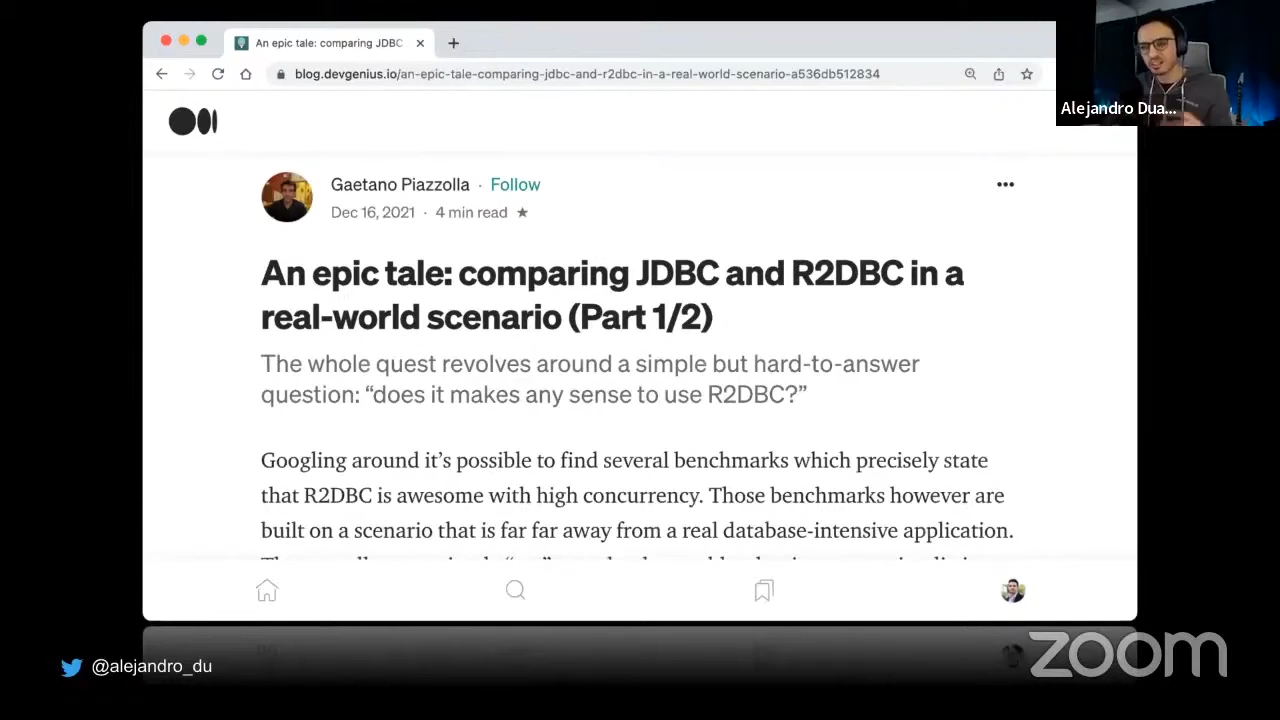 An epic tale: comparing JDBC
blog.devgenius.io/an-epic-tale-comparing-jdbc-and-r2dbc-in-a-real-world-scenario-a536db512834
Alejandro Dua...
Gaetano Piazzolla · Follow
Dec 16, 2021 · 4 min read ★
An epic tale: comparing JDBC and R2DBC in a
real-world scenario (Part 1/2)
The whole quest revolves around a simple but hard-to-answer
question: “does it makes any sense to use R2DBC?”
Googling around it’s possible to find several benchmarks which precisely state
that R2DBC is awesome with high concurrency. Those benchmarks however are
built on a scenario that is far far away from a real database-intensive application.
@alejandro_du
zoom